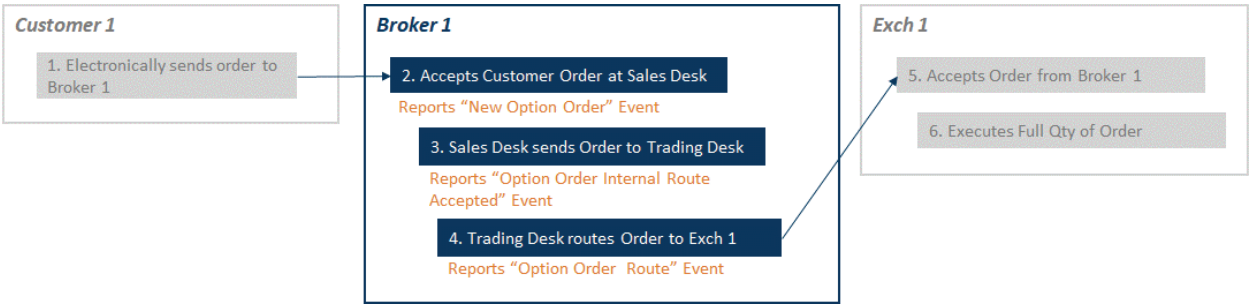 Customer 1
1. Electronically sends order to
Broker 1
Broker 1
2. Accepts Customer Order at Sales Desk
Reports “New Option Order” Event
3. Sales Desk sends Order to Trading Desk
Reports “Option Order Internal Route
Accepted” Event
4. Trading Desk routes Order to Exch 1
Reports “Option Order Route” Event
Exch 1
5. Accepts Order from Broker 1
6. Executes Full Qty of Order